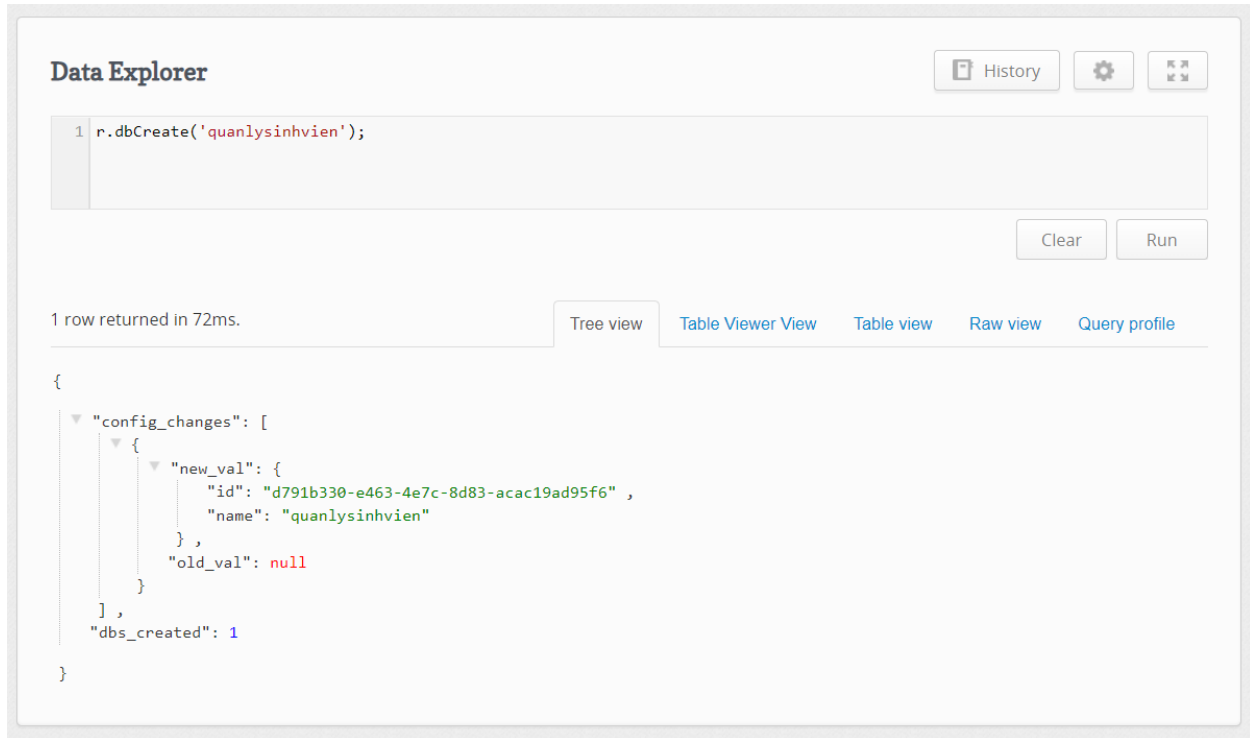 Data Explorer
History
1 r.dbCreate('quanlysinhvien');
Clear
Run
1 row returned in 72ms.
Tree view
Table Viewer View
Table view
Raw view
Query profile
{
"config_changes": [
{
"new_val": {
"id": "d791b330-e463-4e7c-8d83-acac19ad95f6" ,
"name": "quanlysinhvien"
} ,
"old_val": null
}
] ,
"dbs_created": 1
}